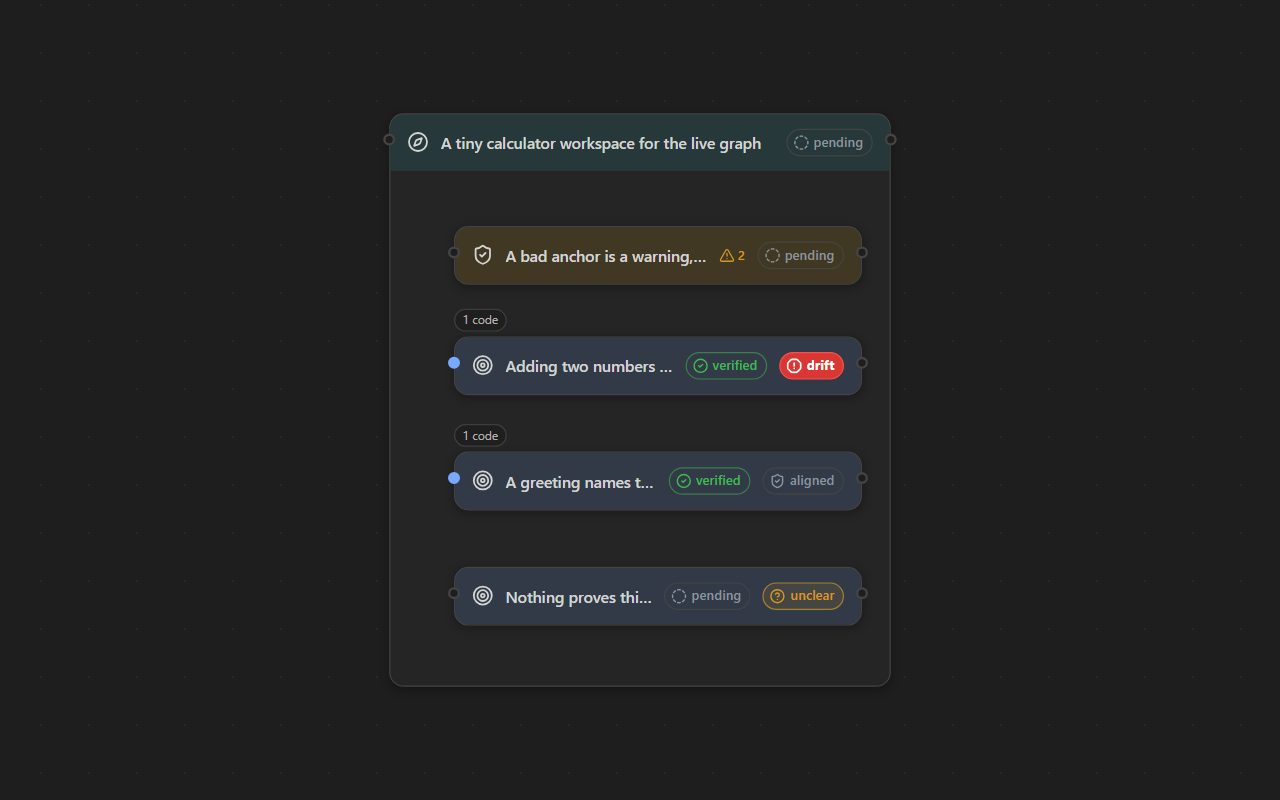 A tiny calculator workspace for the live graph pending
A bad anchor is a warning,... 2 pending
1 code
Adding two numbers ... verified drift
1 code
A greeting names t... verified aligned
Nothing proves thi... pending unclear